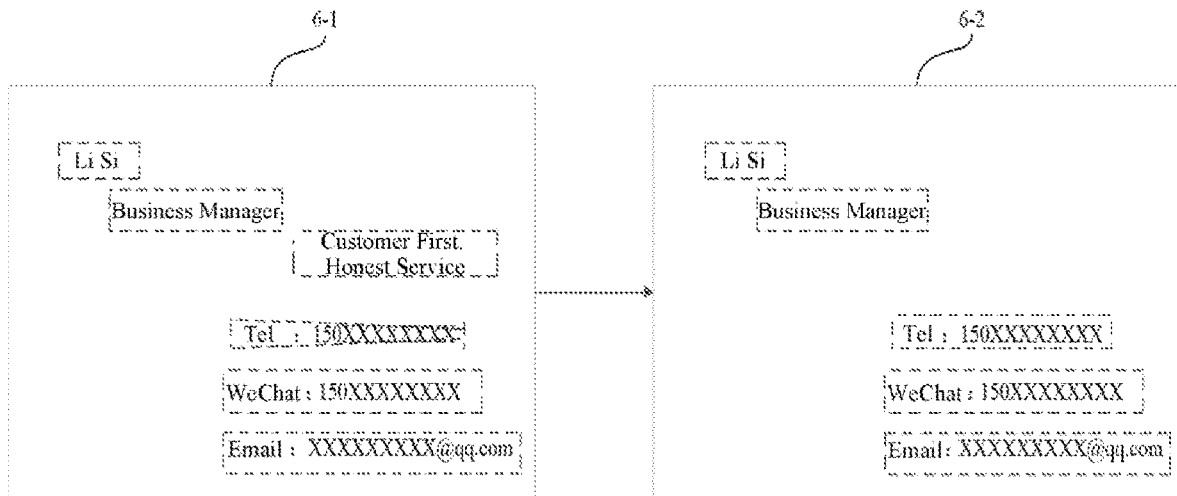 6-1
6-2
Li Si
Business Manager
Customer First.
Honest Service
Tel : 150XXXXXXXX
WeChat : 150XXXXXXXX
Email : XXXXXXXXX@qq.com
Li Si
Business Manager
Tel : 150XXXXXXXX
WeChat : 150XXXXXXXX
Email : XXXXXXXXX@qq.com